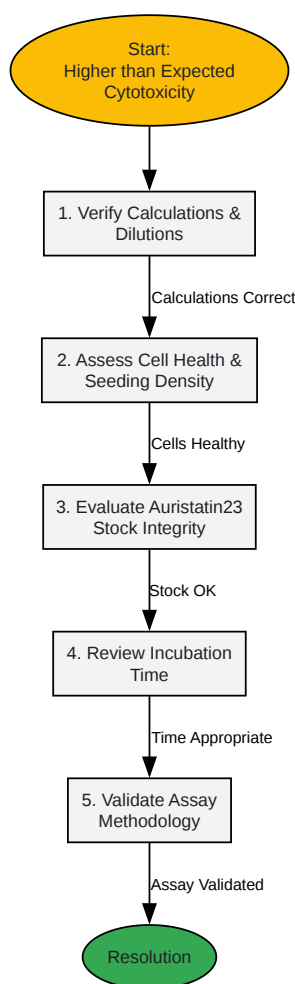 Start:
Higher than Expected
Cytotoxicity
1. Verify Calculations &
Dilutions
Calculations Correct
2. Assess Cell Health &
Seeding Density
Cells Healthy
3. Evaluate Auristatin23
Stock Integrity
Stock OK
4. Review Incubation
Time
Time Appropriate
5. Validate Assay
Methodology
Assay Validated
Resolution